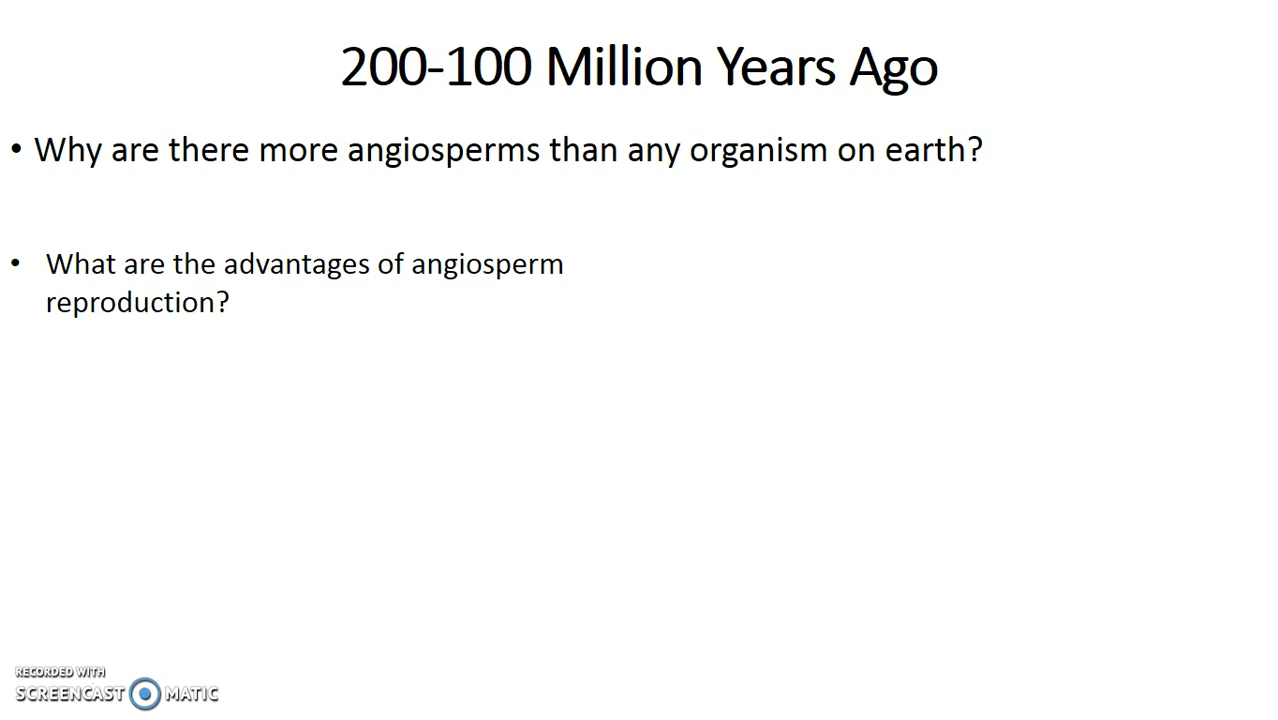 200-100 Million Years Ago
• Why are there more angiosperms than any organism on earth?
• What are the advantages of angiosperm
reproduction?
RECORDED WITH
SCREENCAST MATIC